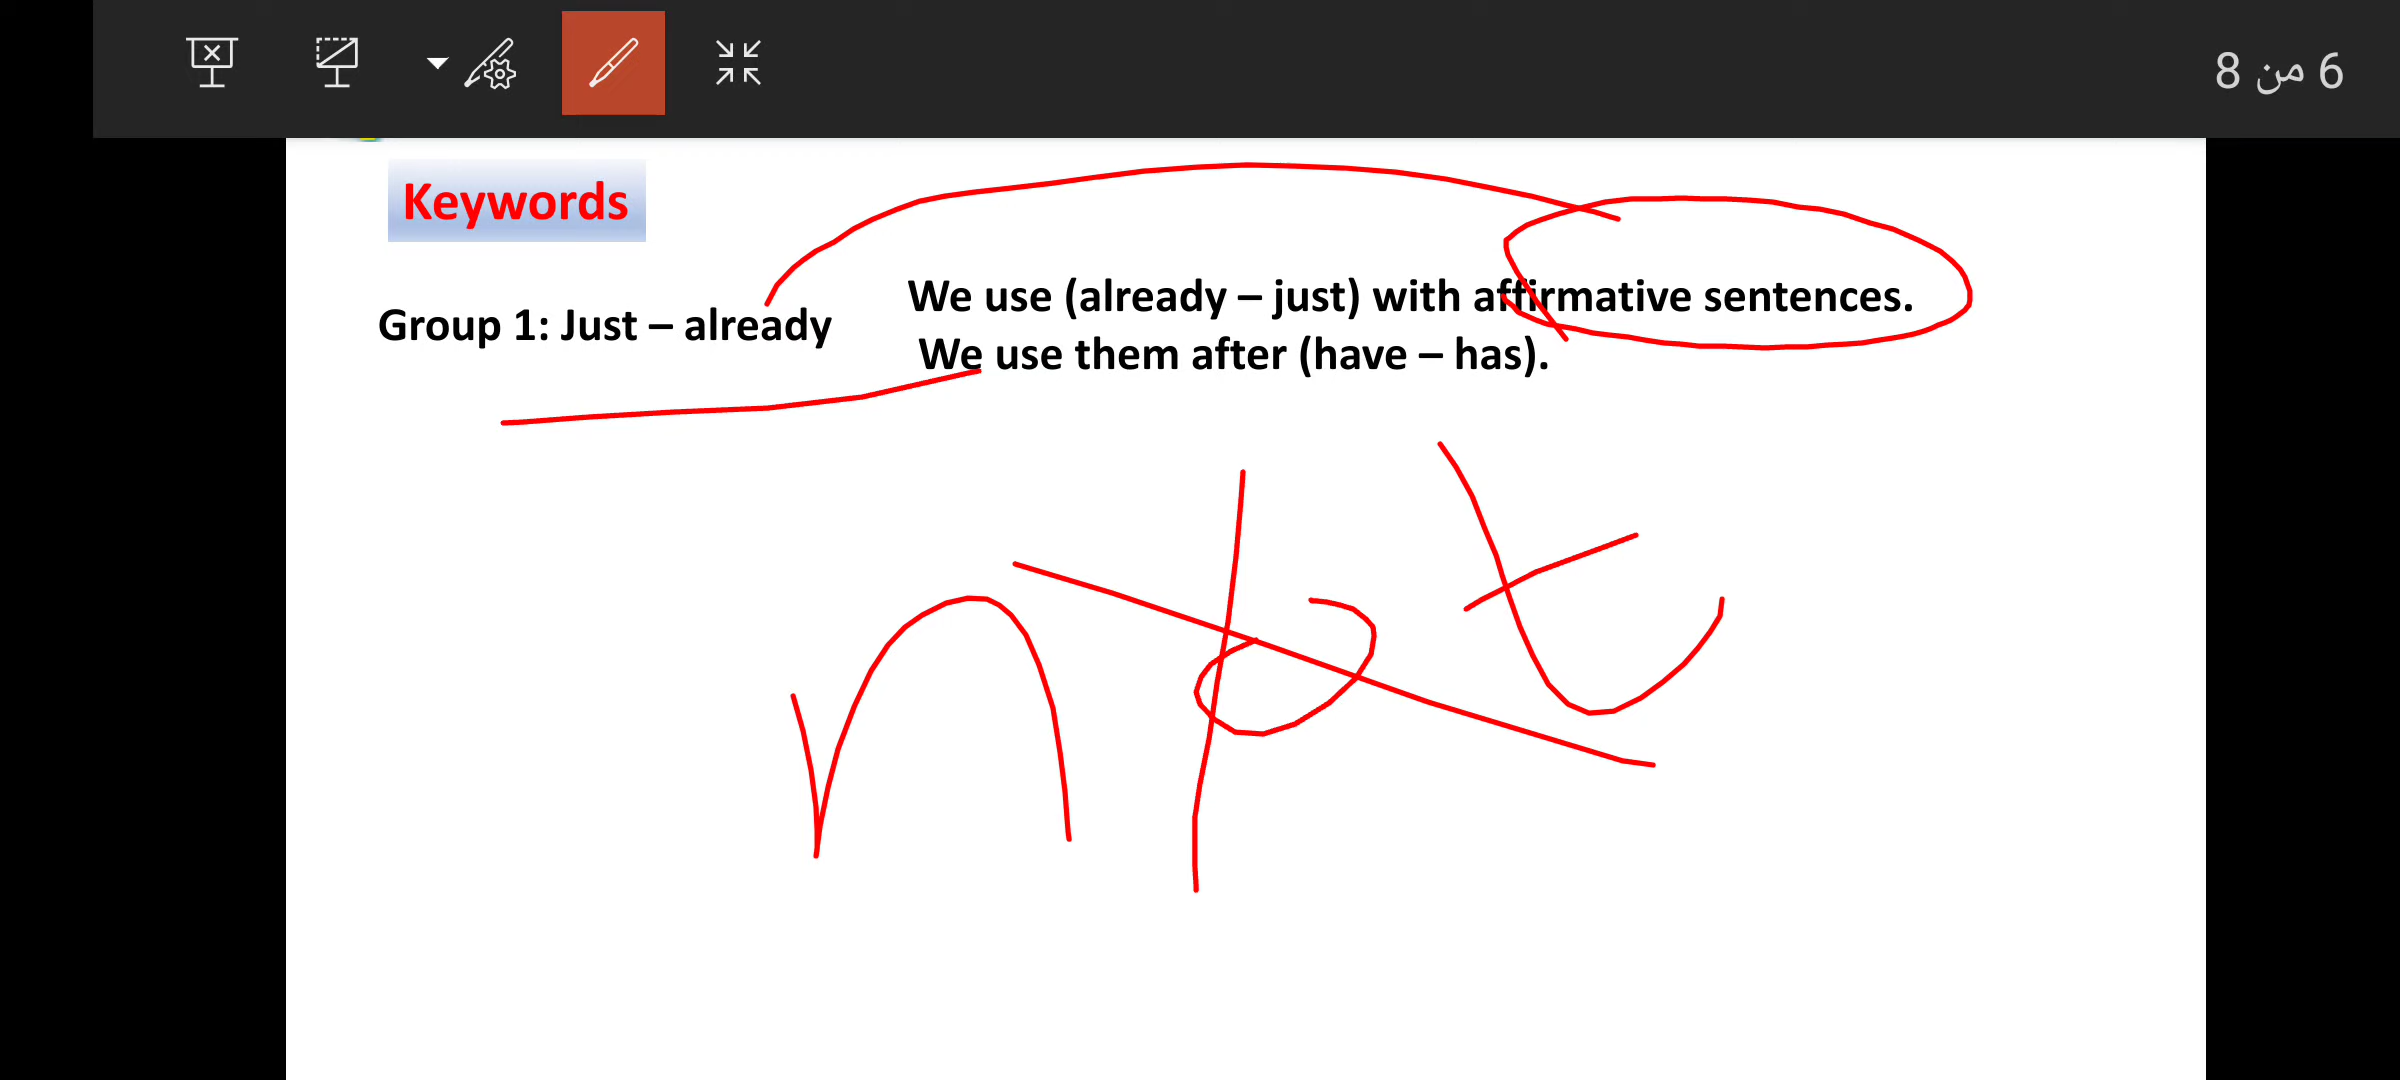 6 من 8
Keywords
Group 1: Just – already
We use (already – just) with affirmative sentences.
We use them after (have – has).
not